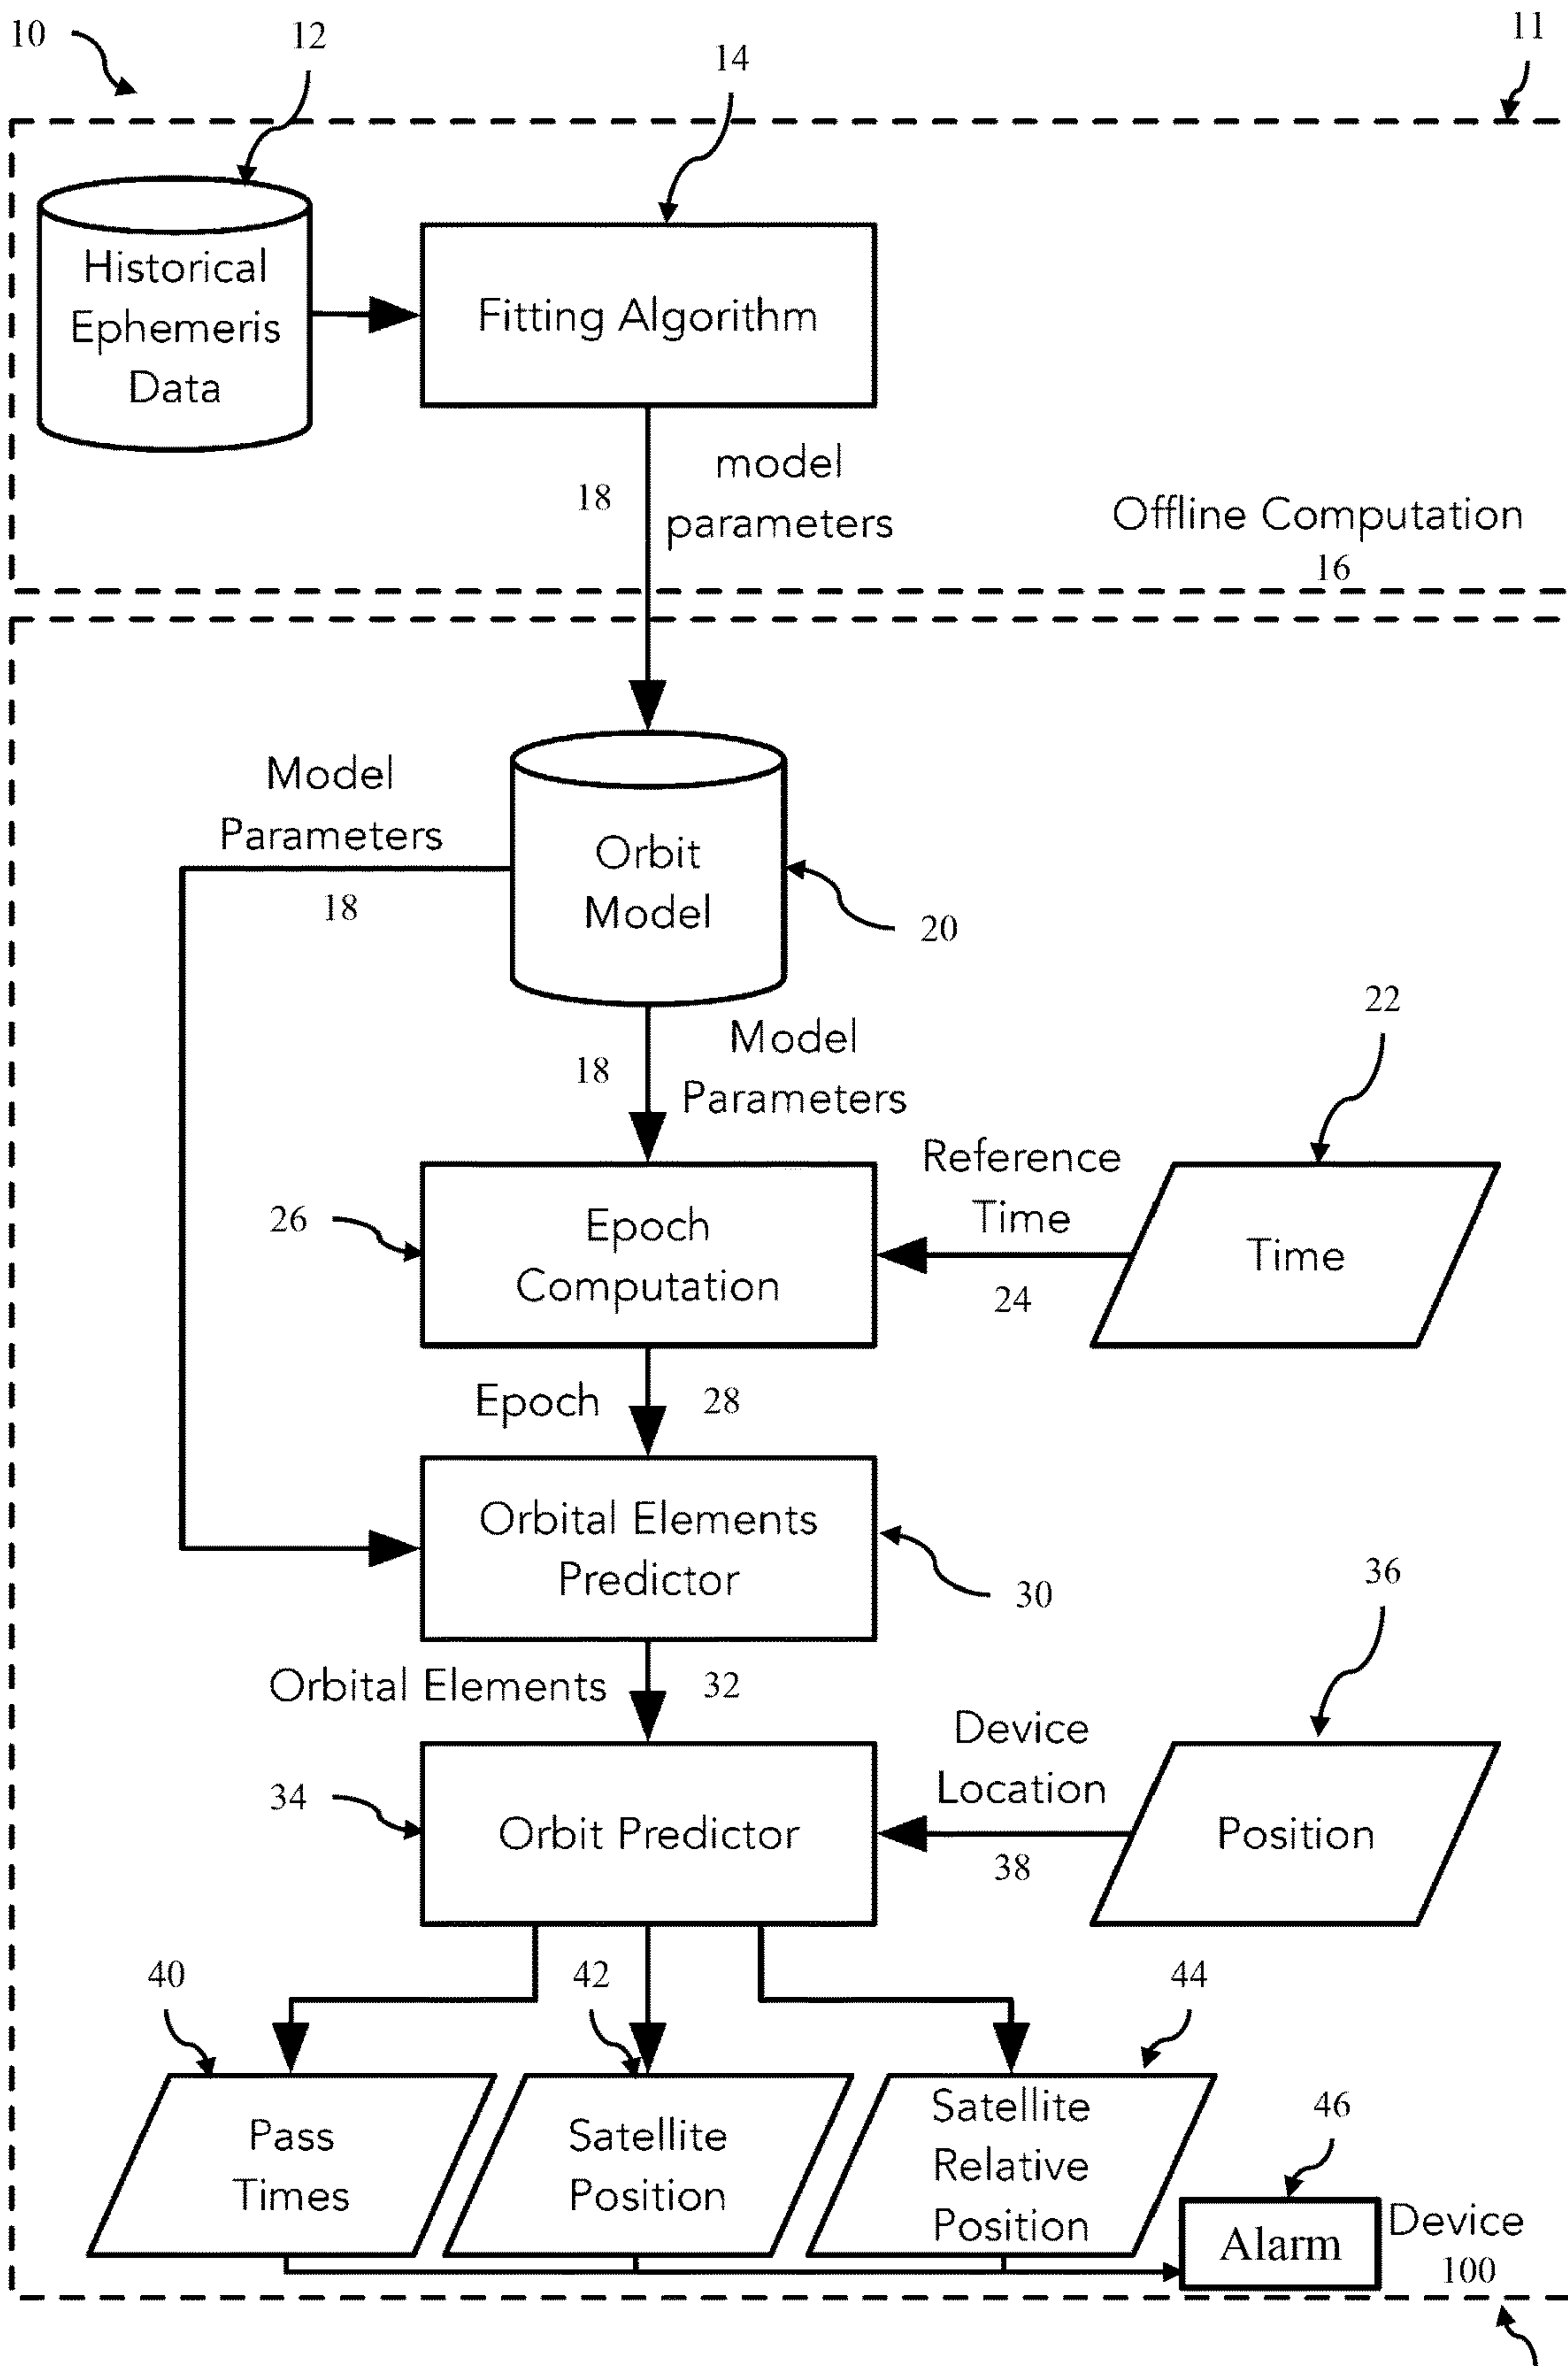 10
12
14
11
Historical
Ephemeris
Data
Fitting Algorithm
18
model
parameters
Offline Computation
16
Model
Parameters
18
Orbit
Model
20
18
Model
Parameters
22
Reference
Time
24
Time
26
Epoch
Computation
Epoch
28
Orbital Elements
Predictor
30
36
Orbital Elements
32
Device
Location
38
Position
34
Orbit Predictor
40
42
44
Pass
Times
Satellite
Position
Satellite
Relative
Position
46
Alarm
Device
100